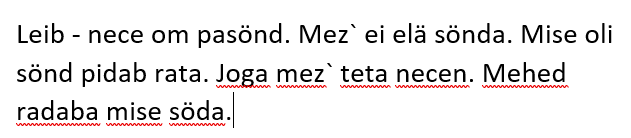 Leib - nece om pasönd. Mez` ei elä sönda. Mise oli
sönd pidab rata. Joga mez` teta necen. Mehed
radaba mise söda.